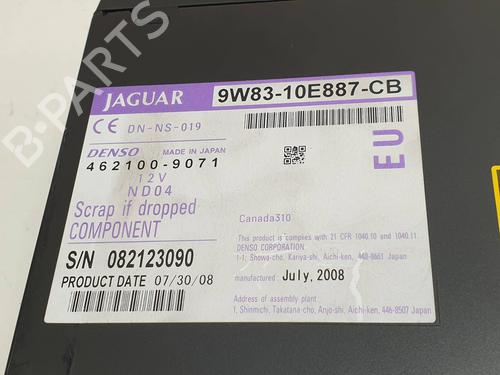 B-PARTS
JAGUAR
9W83-10E887-CB
CE DN-NS-019
DENSO MADE IN JAPAN
462100-9071
12V
ND04
Scrap if dropped
COMPONENT
S/N 082123090
PRODUCT DATE 07/30/08
EU
Canada310
This product is complies with 21 CFR 1040.10 and 1040.11.
DENSO CORPORATION
1-1, Showa-cho, Kariya-shi, Aichi-ken, 448-8661 Japan
manufactured: July, 2008
Address of assembly plant:
1, Shinmichi, Takatana-cho, Anjo-shi, Aichi-ken, 446-8507 Japan